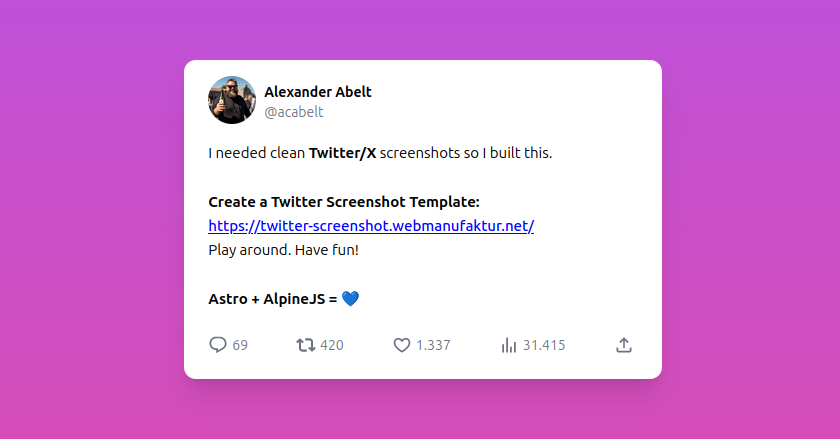 Alexander Abelt
@acabelt
I needed clean Twitter/X screenshots so I built this.
Create a Twitter Screenshot Template:
https://twitter-screenshot.webmanufaktur.net/
Play around. Have fun!
Astro + AlpineJS = 💙
69 420 1.337 31.415